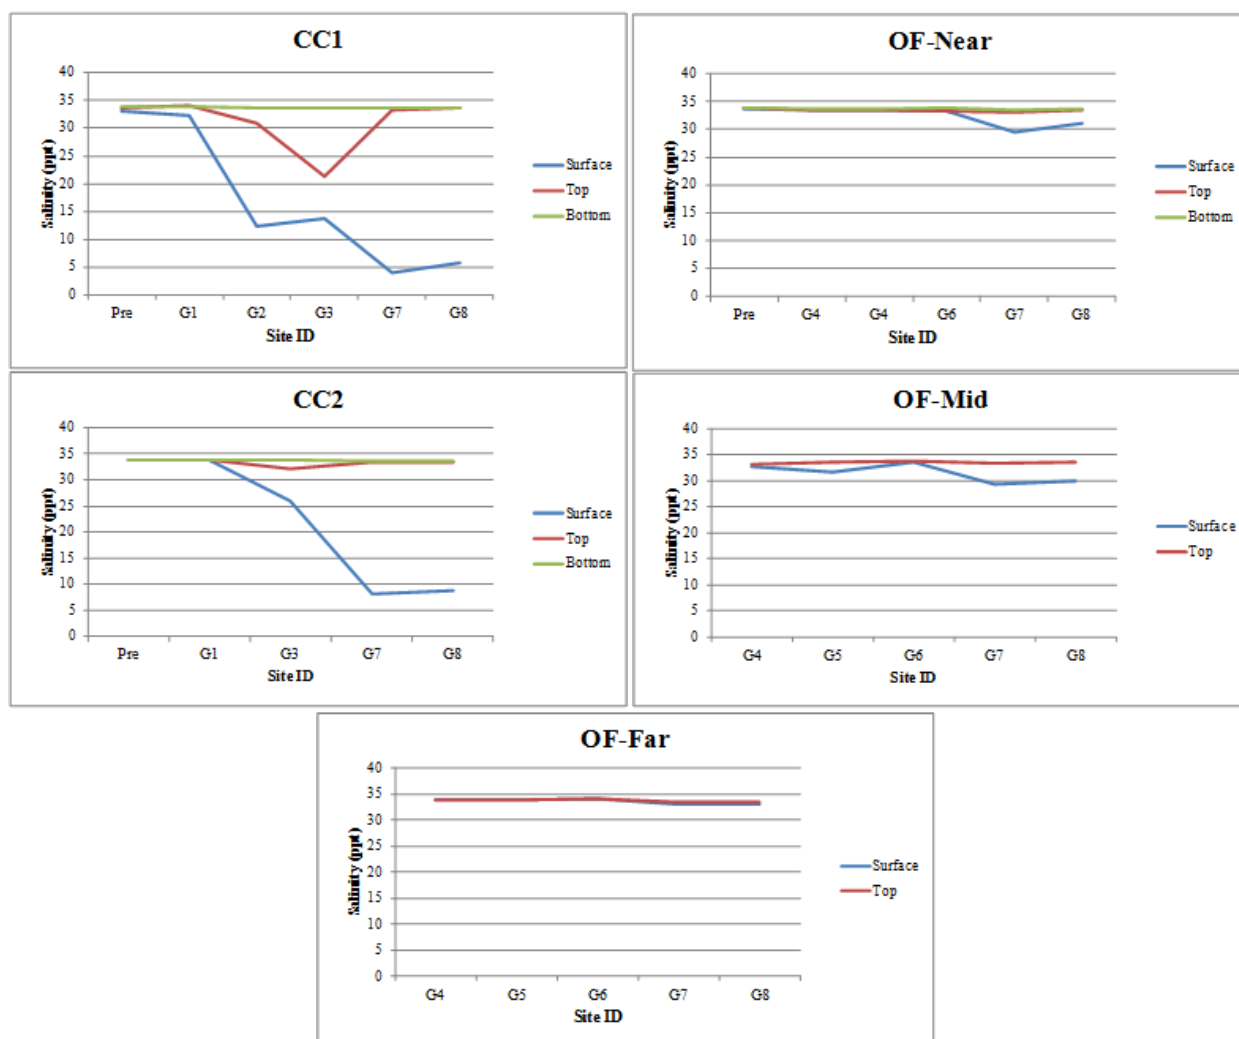 CC1
40
35
30
25
20
15
10
5
0
Salinity (ppt)
Pre G1 G2 G3 G7 G8
Site ID
Surface
Top
Bottom
OF-Near
40
35
30
25
20
15
10
5
0
Salinity (ppt)
Pre G4 G4 G6 G7 G8
Site ID
Surface
Top
Bottom
CC2
40
35
30
25
20
15
10
5
0
Salinity (ppt)
Pre G1 G3 G7 G8
Site ID
Surface
Top
Bottom
OF-Mid
40
35
30
25
20
15
10
5
0
Salinity (ppt)
G4 G5 G6 G7 G8
Site ID
Surface
Top
OF-Far
40
35
30
25
20
15
10
5
0
Salinity (ppt)
G4 G5 G6 G7 G8
Site ID
Surface
Top